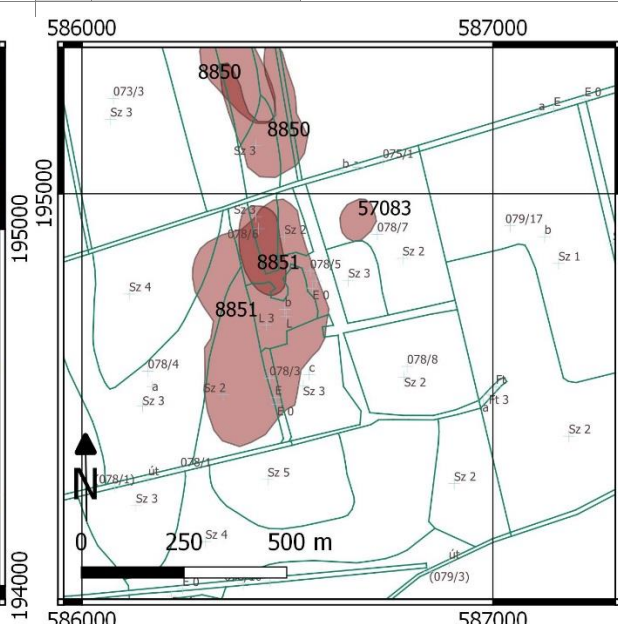 586000 587000
8850
073/3
E 0
a E
Sz 3
8850
075/1
b
Sz 3
195000 195000
Sz 3
57083
079/17
078/6
Sz 2
078/7
b
Sz 2
Sz 1
8851
078/5
Sz 3
Sz 4
E 0
b
8851
L 3
L
078/4
078/3
c
078/8
Ft
a
Sz 2
E
Sz 3
Sz 2
Sz 3
a
Ft 3
E 0
Sz 2
078/1
út
(078/1)
Sz 5
Sz 2
N
Sz 3
Sz 4
0 250 500 m
út
(079/3)
E 0
194000 194000
586000 587000